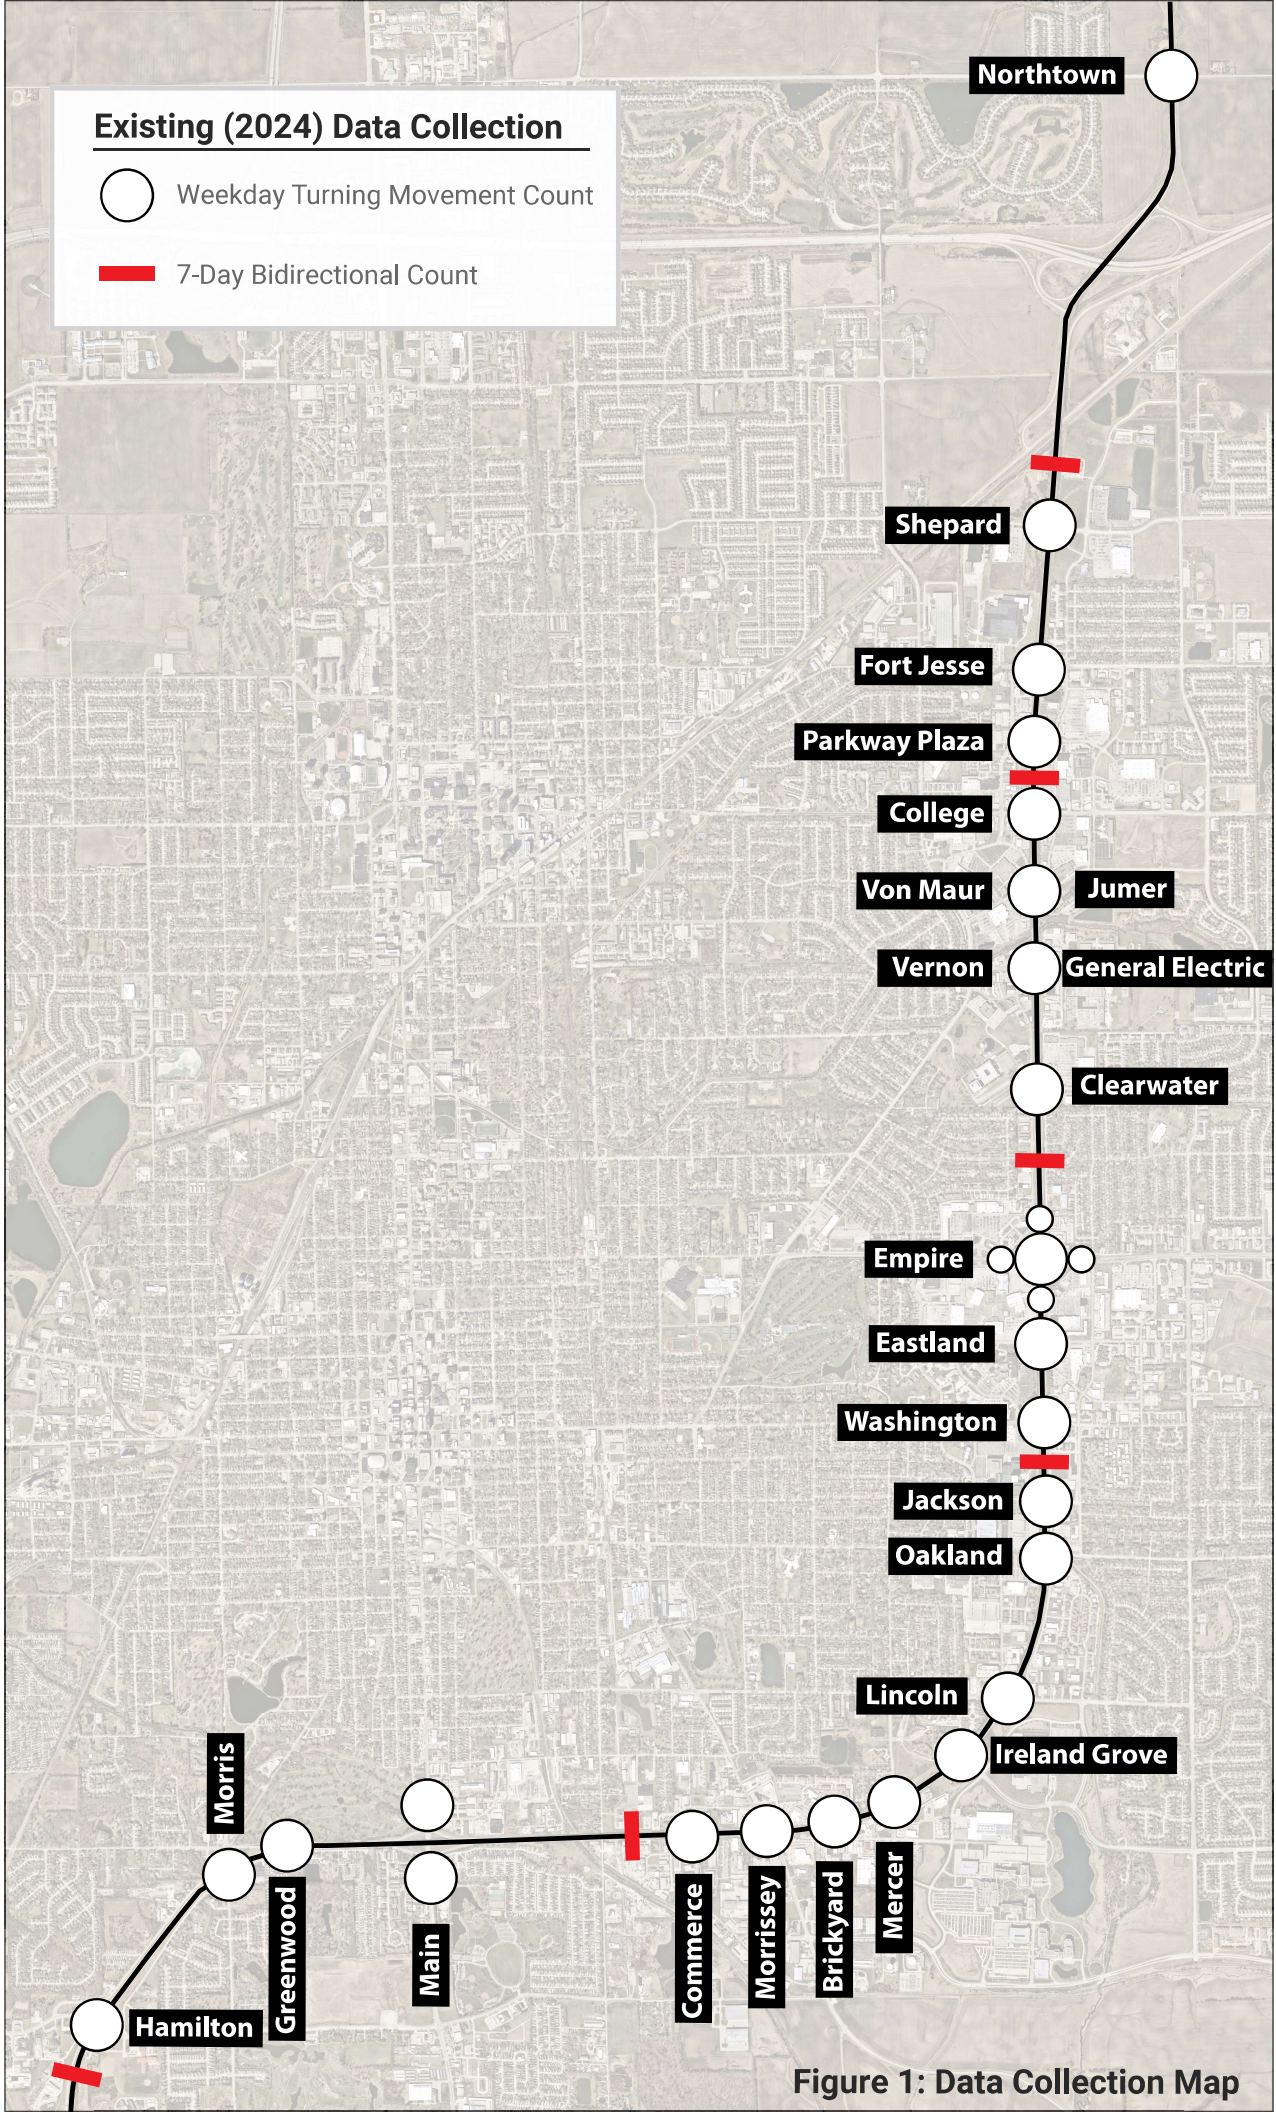 Northtown
Existing (2024) Data Collection
Weekday Turning Movement Count
7-Day Bidirectional Count
Shepard
Fort Jesse
Parkway Plaza
College
Von Maur
Jumer
Vernon
General Electric
Clearwater
Empire
Eastland
Washington
Jackson
Oakland
Lincoln
Ireland Grove
Morris
Greenwood
Main
Commerce
Morrissey
Brickyard
Mercer
Hamilton
Figure 1: Data Collection Map